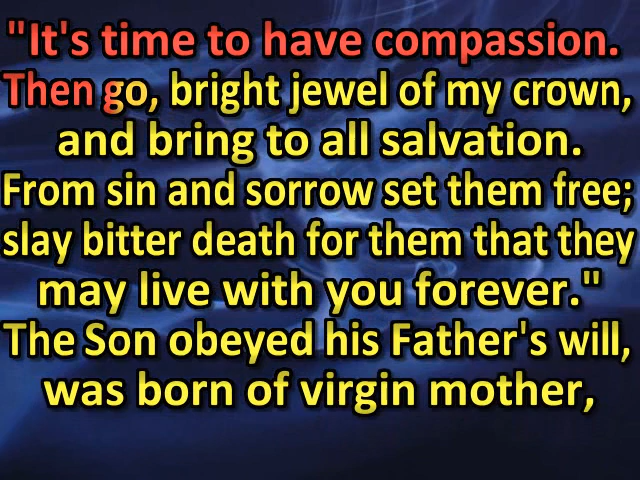 "It's time to have compassion.
Then go, bright jewel of my crown,
and bring to all salvation.
From sin and sorrow set them free;
slay bitter death for them that they
may live with you forever."
The Son obeyed his Father's will,
was born of virgin mother,